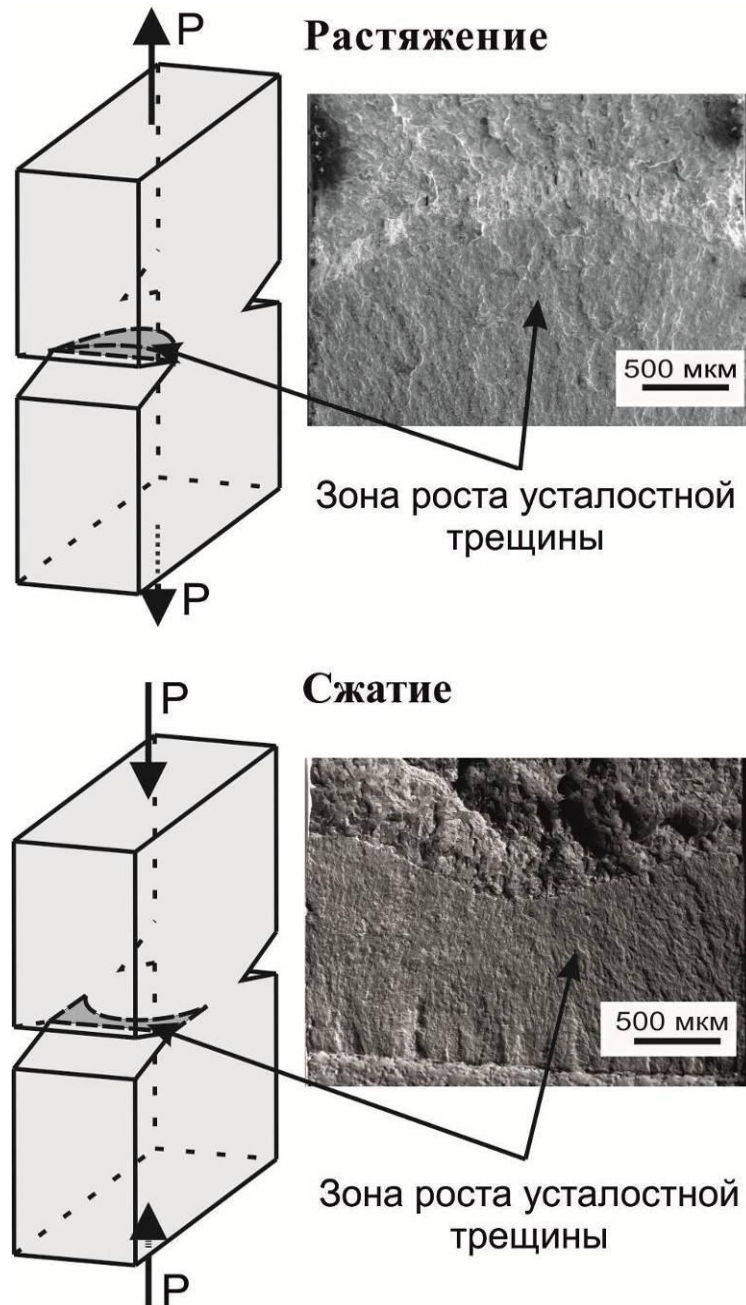 P
Растяжение
500 мкм
Зона роста усталостной
трещины
P
Сжатие
P
500 мкм
Зона роста усталостной
трещины
P